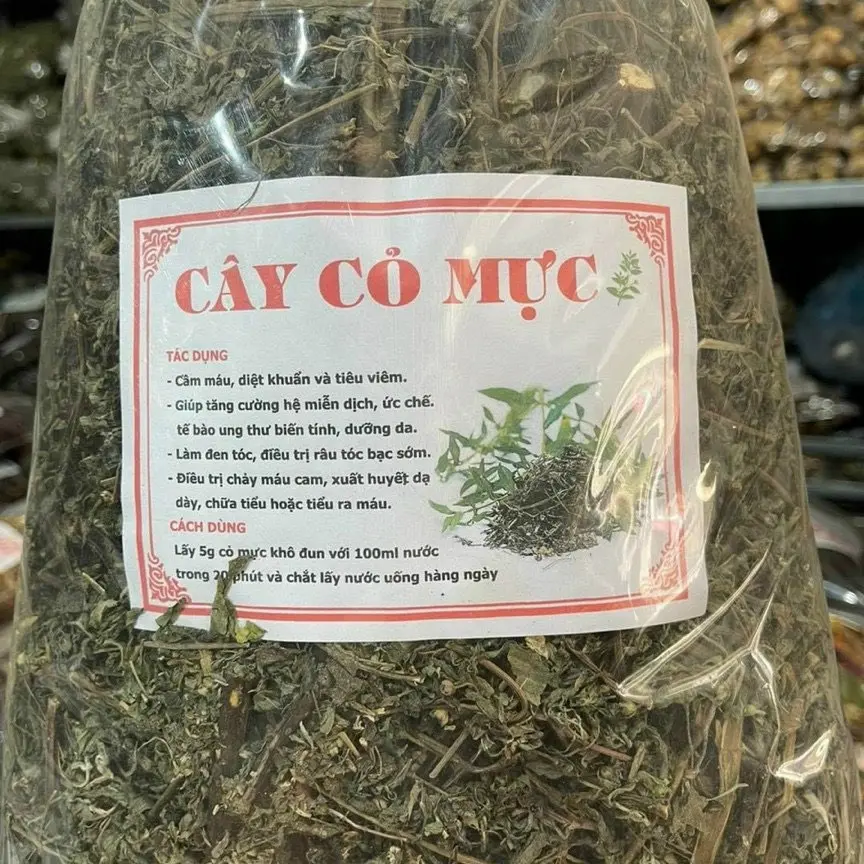 CÂY CỎ MỰC
TÁC DỤNG
- Cầm máu, diệt khuẩn và tiêu viêm.
- Giúp tăng cường hệ miễn dịch, ức chế.
tế bào ung thư biến tính, dưỡng da.
- Làm đen tóc, điều trị râu tóc bạc sớm.
- Điều trị chảy máu cam, xuất huyết dạ
dày, chữa tiểu hoặc tiểu ra máu.
CÁCH DÙNG
Lấy 5g cỏ mực khô đun với 100ml nước
trong 20 phút và chắt lấy nước uống hàng ngày